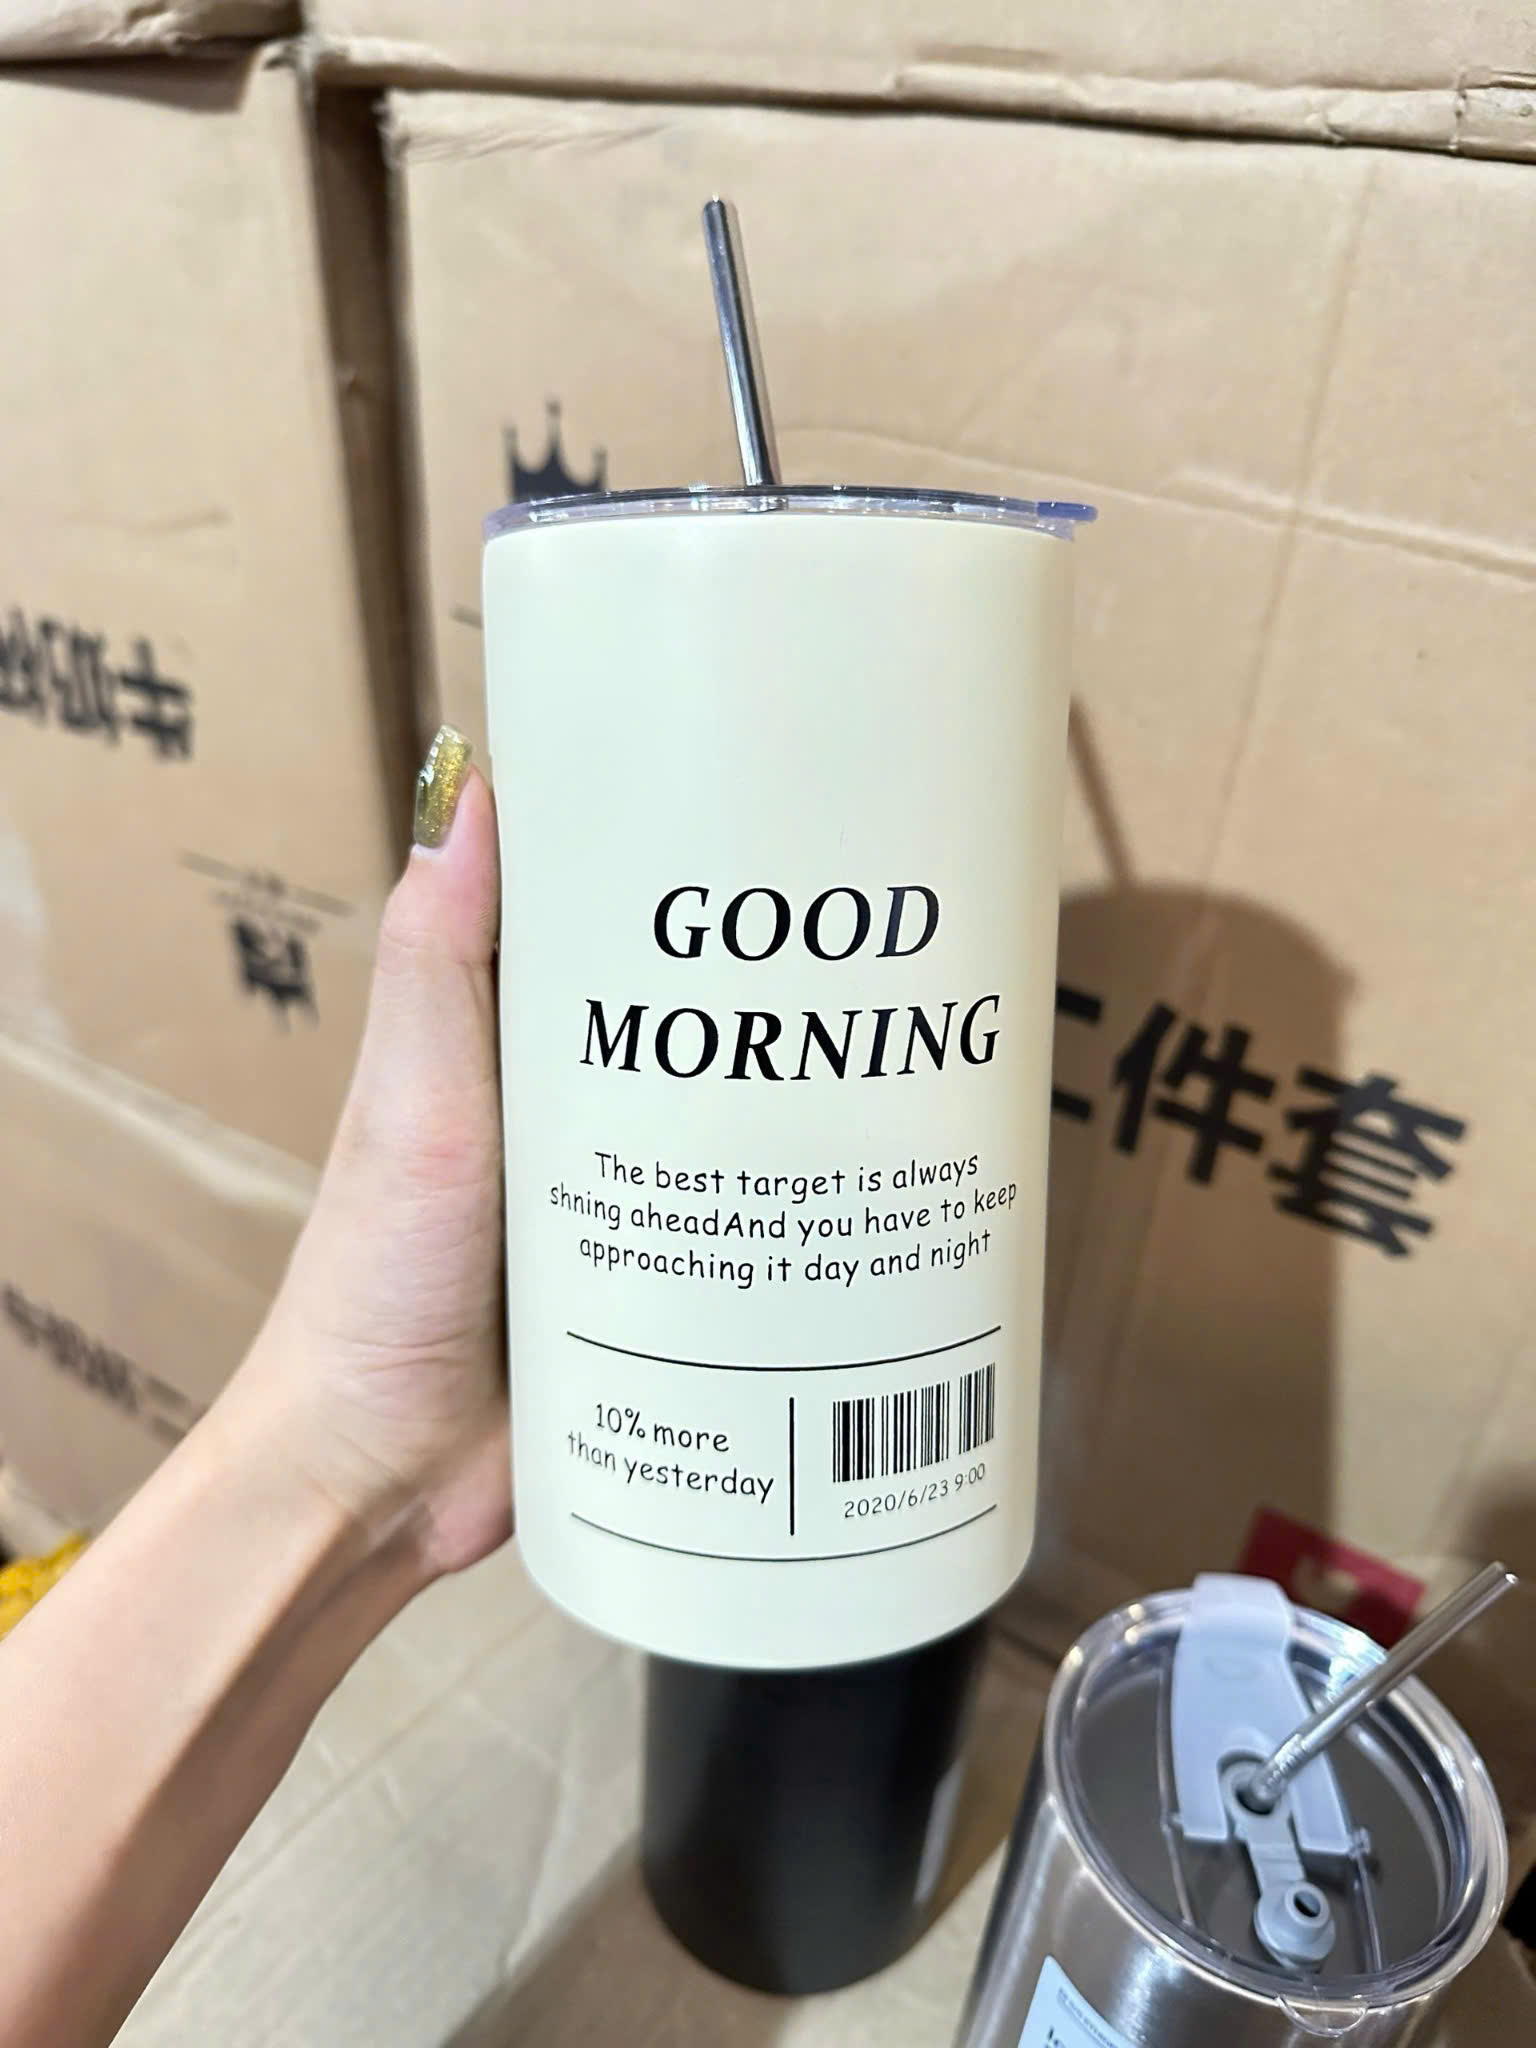 GOOD
MORNING
The best target is always
shning aheadAnd you have to keep
approaching it day and night
10% more
than yesterday
2020/6/23 9:00
二件套